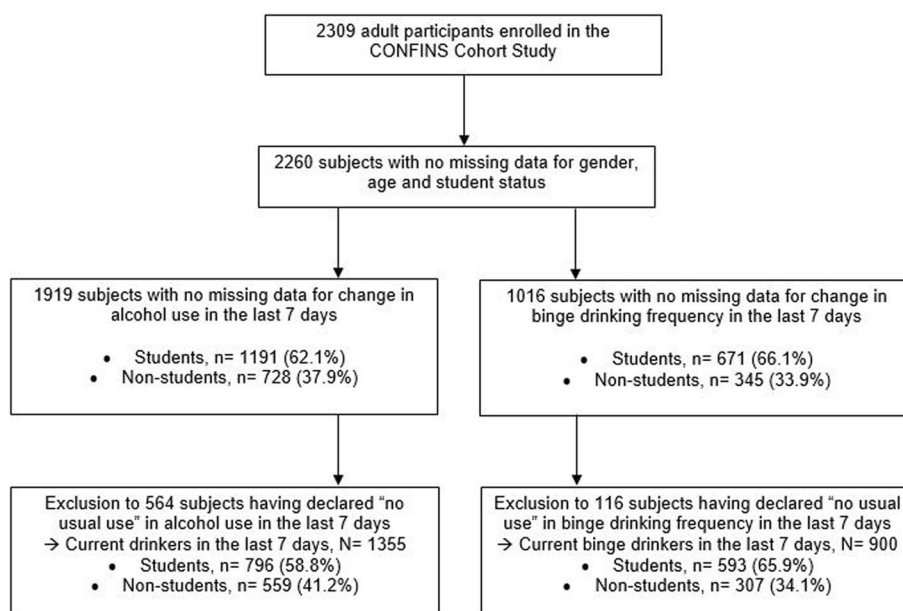 2309 adult participants enrolled in the
CONFINS Cohort Study
2260 subjects with no missing data for gender,
age and student status
1919 subjects with no missing data for change in
alcohol use in the last 7 days
• Students, n= 1191 (62.1%)
• Non-students, n= 728 (37.9%)
1016 subjects with no missing data for change in
binge drinking frequency in the last 7 days
• Students, n= 671 (66.1%)
• Non-students, n= 345 (33.9%)
Exclusion to 564 subjects having declared “no
usual use” in alcohol use in the last 7 days
→ Current drinkers in the last 7 days, N= 1355
• Students, n= 796 (58.8%)
• Non-students, n= 559 (41.2%)
Exclusion to 116 subjects having declared “no usual
use” in binge drinking frequency in the last 7 days
→ Current binge drinkers in the last 7 days, N= 900
• Students, n= 593 (65.9%)
• Non-students, n= 307 (34.1%)